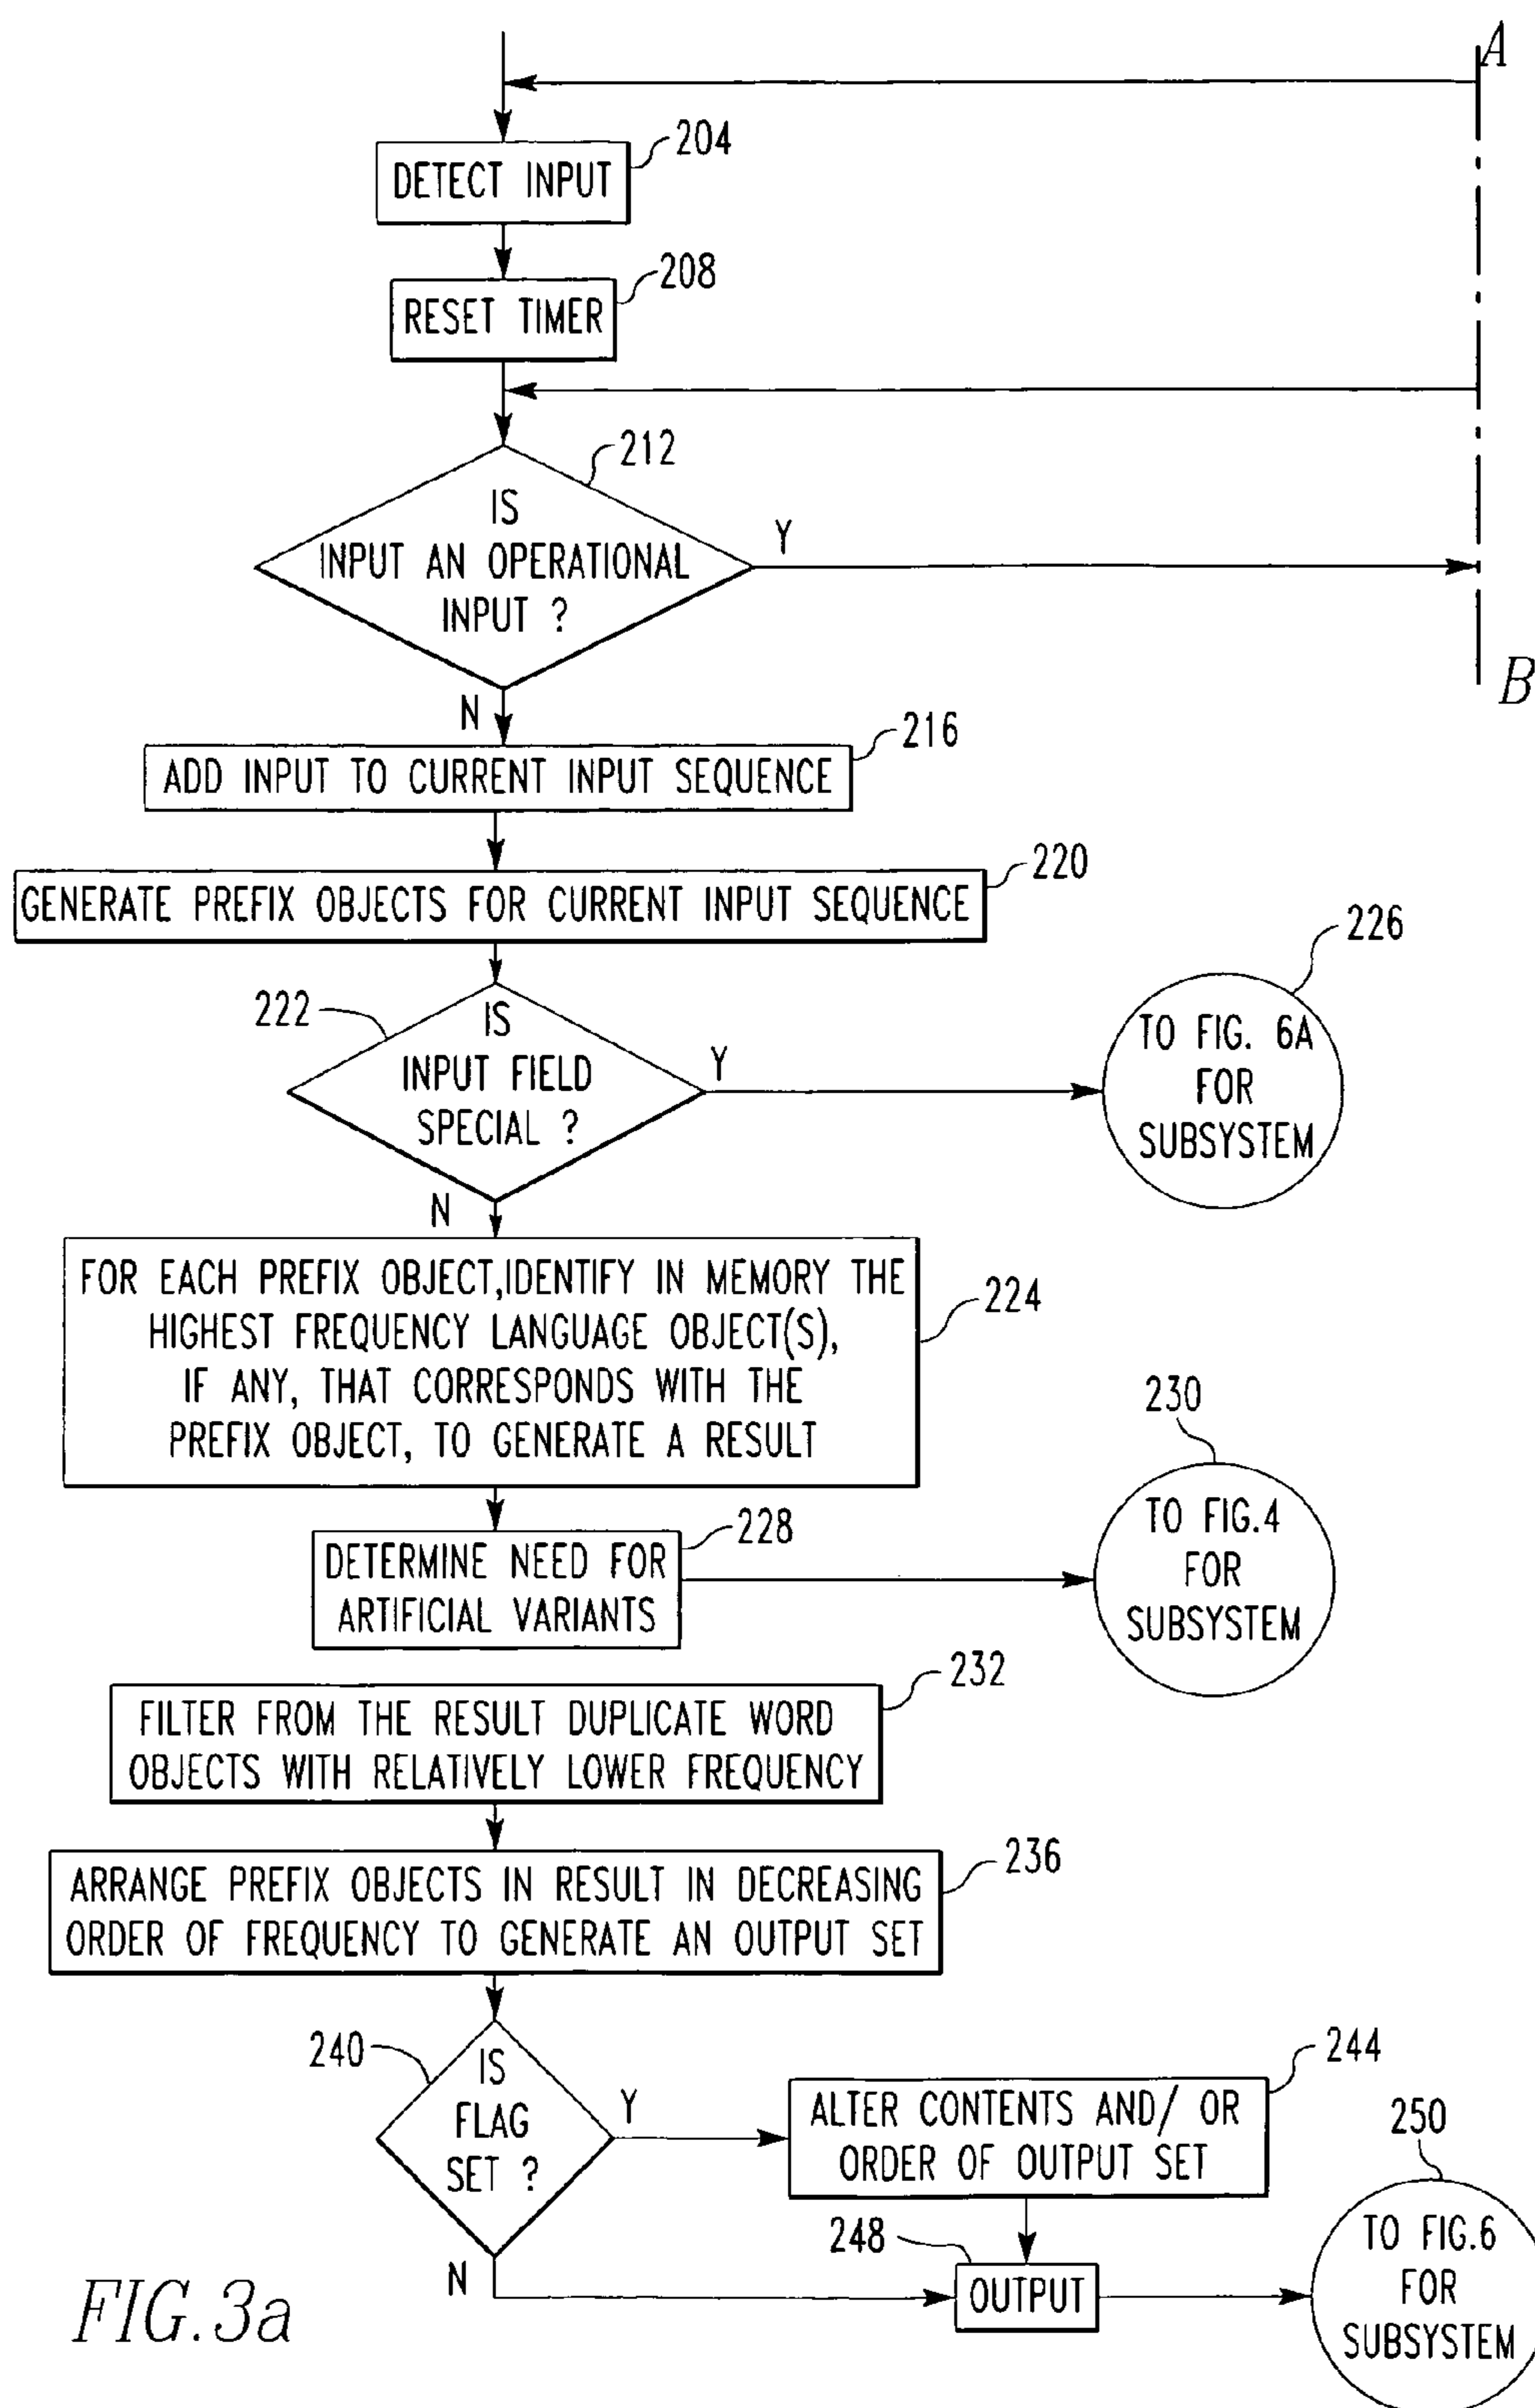 A
204
DETECT INPUT
208
RESET TIMER
212
IS
INPUT AN OPERATIONAL
INPUT ?
Y
B
N
216
ADD INPUT TO CURRENT INPUT SEQUENCE
220
GENERATE PREFIX OBJECTS FOR CURRENT INPUT SEQUENCE
226
222
IS
INPUT FIELD
SPECIAL ?
Y
TO FIG. 6A
FOR
SUBSYSTEM
N
FOR EACH PREFIX OBJECT,IDENTIFY IN MEMORY THE
HIGHEST FREQUENCY LANGUAGE OBJECT(S),
IF ANY, THAT CORRESPONDS WITH THE
PREFIX OBJECT, TO GENERATE A RESULT
224
230
228
DETERMINE NEED FOR
ARTIFICIAL VARIANTS
TO FIG.4
FOR
SUBSYSTEM
232
FILTER FROM THE RESULT DUPLICATE WORD
OBJECTS WITH RELATIVELY LOWER FREQUENCY
236
ARRANGE PREFIX OBJECTS IN RESULT IN DECREASING
ORDER OF FREQUENCY TO GENERATE AN OUTPUT SET
240
IS
FLAG
SET ?
Y
244
ALTER CONTENTS AND/ OR
ORDER OF OUTPUT SET
250
248
N
OUTPUT
TO FIG.6
FOR
SUBSYSTEM
FIG.3a